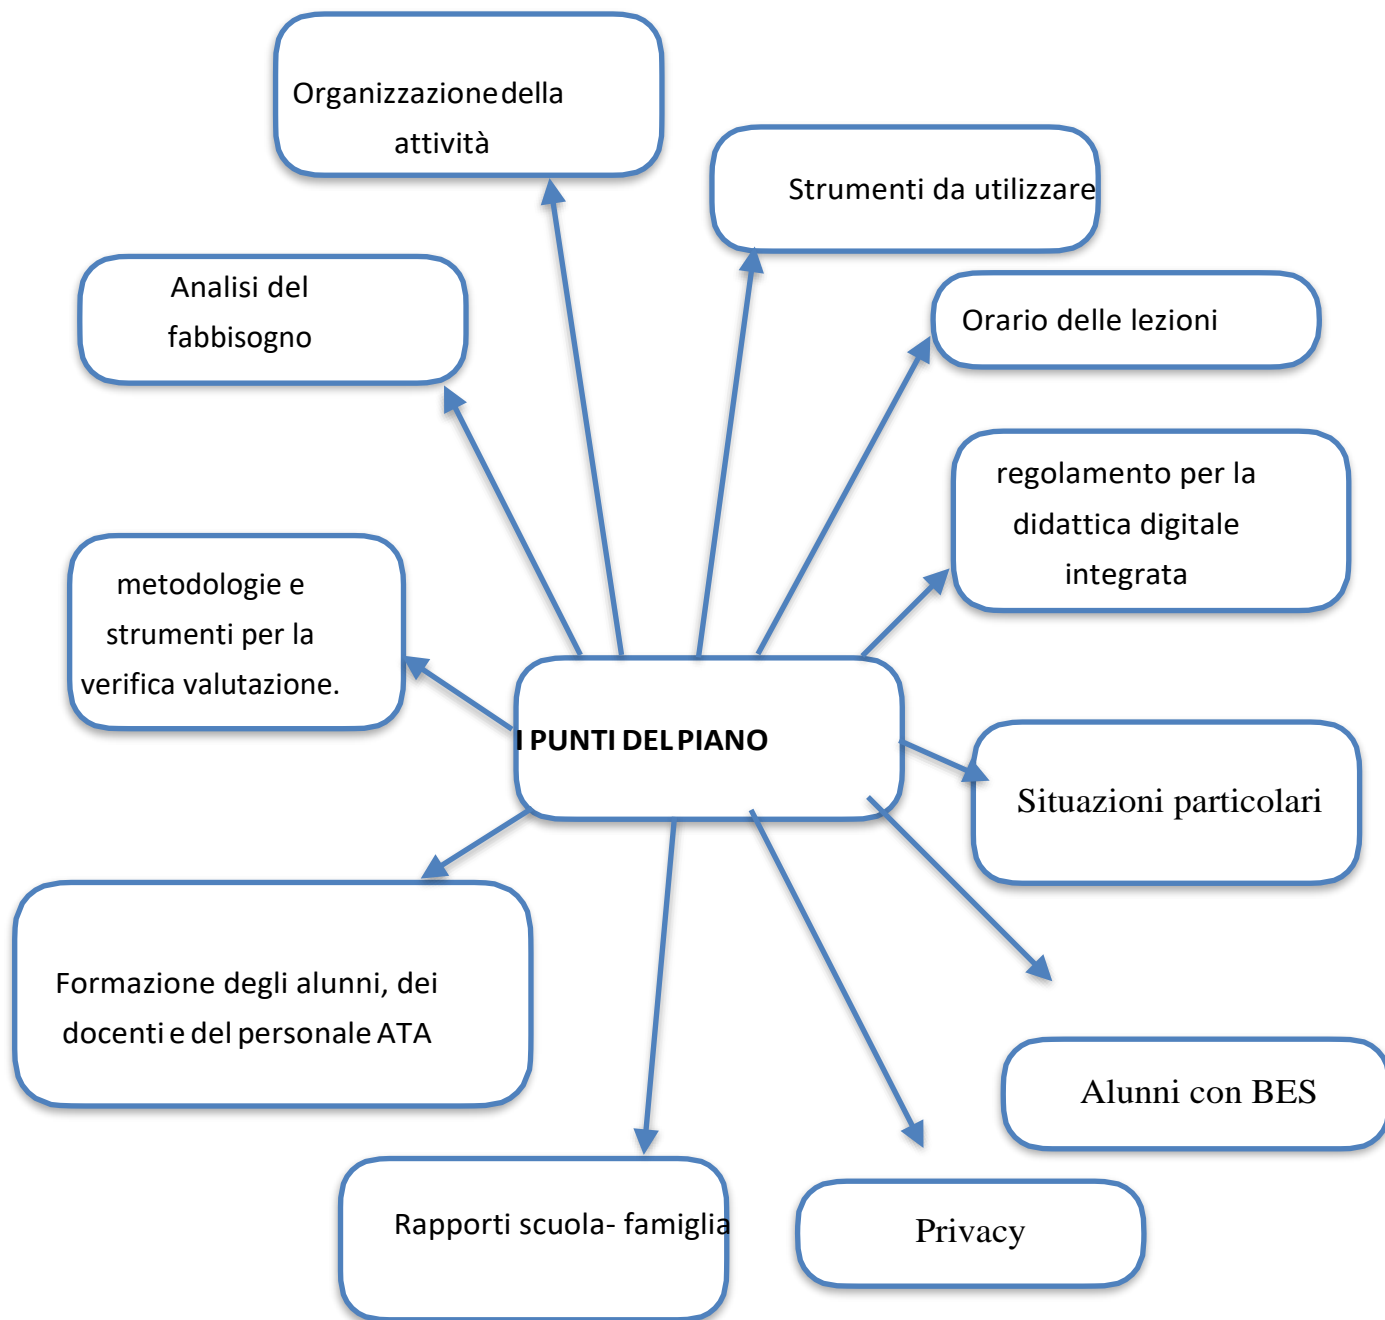 Organizzazione della
attività
Strumenti da utilizzare
Analisi del
fabbisogno
Orario delle lezioni
regolamento per la
didattica digitale
integrata
metodologie e
strumenti per la
verifica valutazione.
I PUNTI DEL PIANO
Situazioni particolari
Formazione degli alunni, dei
docenti e del personale ATA
Alunni con BES
Rapporti scuola- famiglia
Privacy